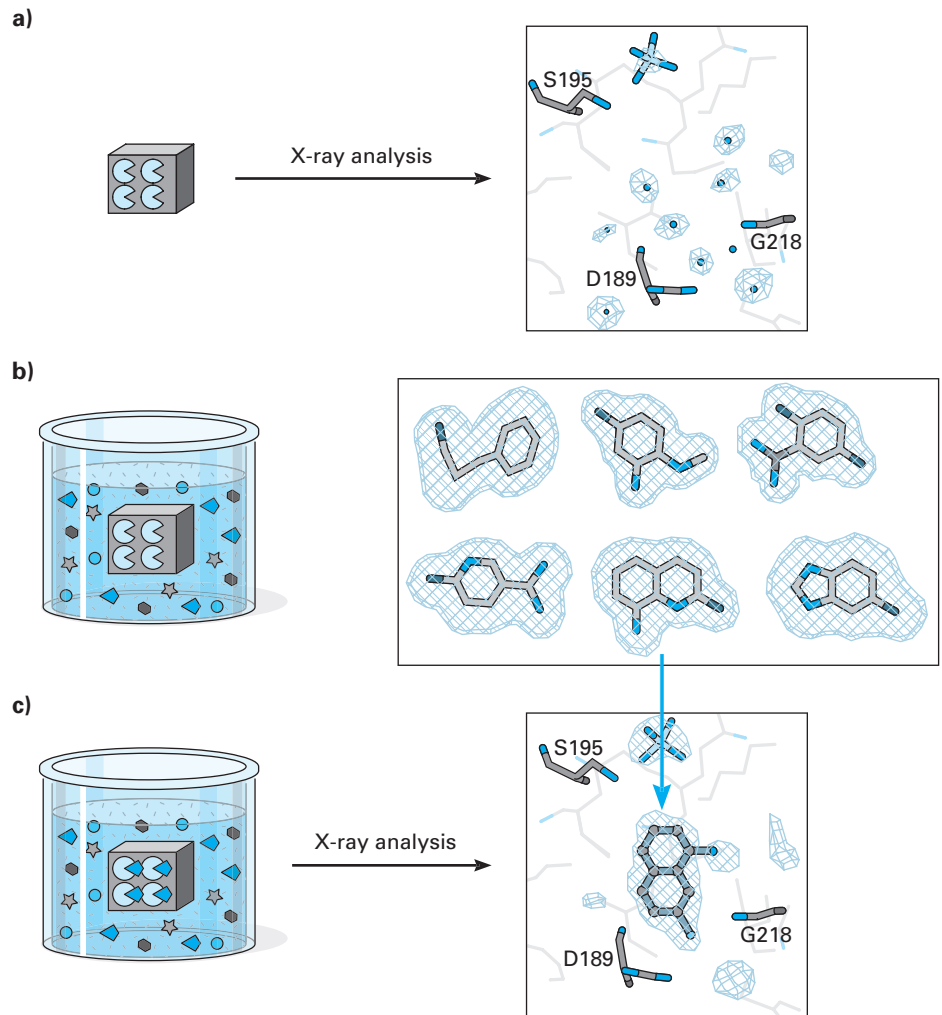 a)
X-ray analysis
S195
G218
D189
b)
c)
X-ray analysis
S195
G218
D189